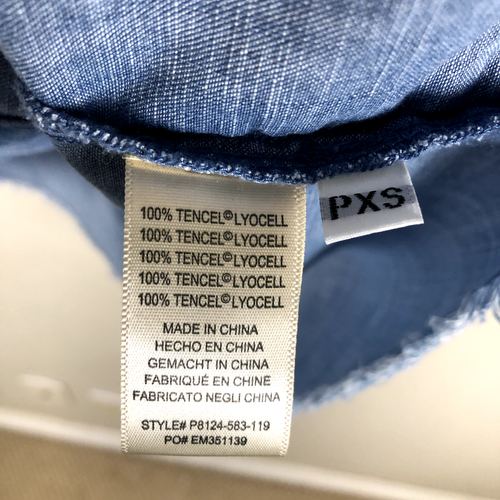 PXS
100% TENCEL©LYOCELL
100% TENCEL©LYOCELL
100% TENCEL©LYOCELL
100% TENCEL©LYOCELL
100% TENCEL©LYOCELL
MADE IN CHINA
HECHO EN CHINA
GEMACHT IN CHINA
FABRIQUÉ EN CHINE
FABRICATO NEGLI CHINA
STYLE# P8124-583-119
PO# EM351139